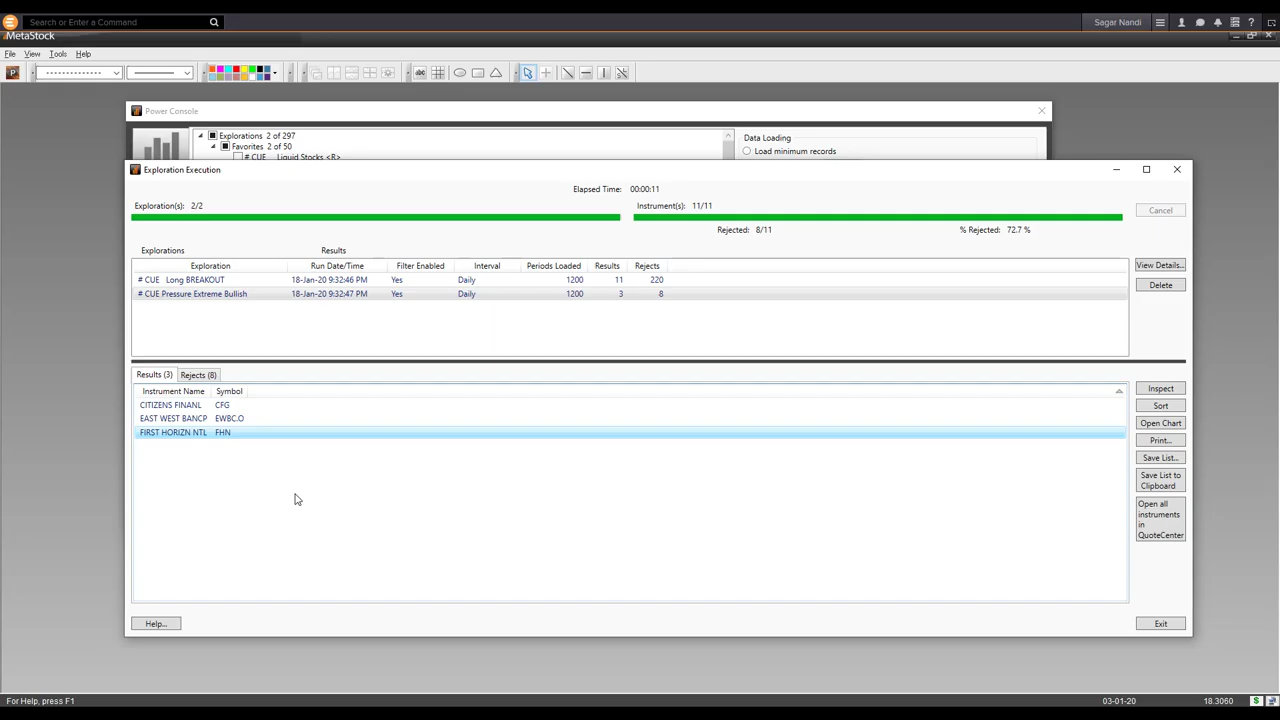 Search or Enter a Command
Sagar Nandi
MetaStock
File View Tools Help
Power Console
Explorations 2 of 297
Favorites 2 of 50
# CUE Liquid Stocks <R>
Data Loading
Load minimum records
Exploration Execution
Elapsed Time: 00:00:11
Exploration(s): 2/2
Instrument(s): 11/11
Cancel
Rejected: 8/11
% Rejected: 72.7 %
Explorations Results
Exploration Run Date/Time Filter Enabled Interval Periods Loaded Results Rejects
View Details...
# CUE Long BREAKOUT 18-Jan-20 9:32:46 PM Yes Daily 1200 11 220
Delete
# CUE Pressure Extreme Bullish 18-Jan-20 9:32:47 PM Yes Daily 1200 3 8
Results (3) Rejects (8)
Instrument Name Symbol
CITIZENS FINANL CFG
EAST WEST BANCP EWBC.O
FIRST HORIZN NTL FHN
Inspect
Sort
Open Chart
Print...
Save List...
Save List to
Clipboard
Open all
instruments
in
QuoteCenter
Help...
Exit
For Help, press F1
03-01-20
18.3060